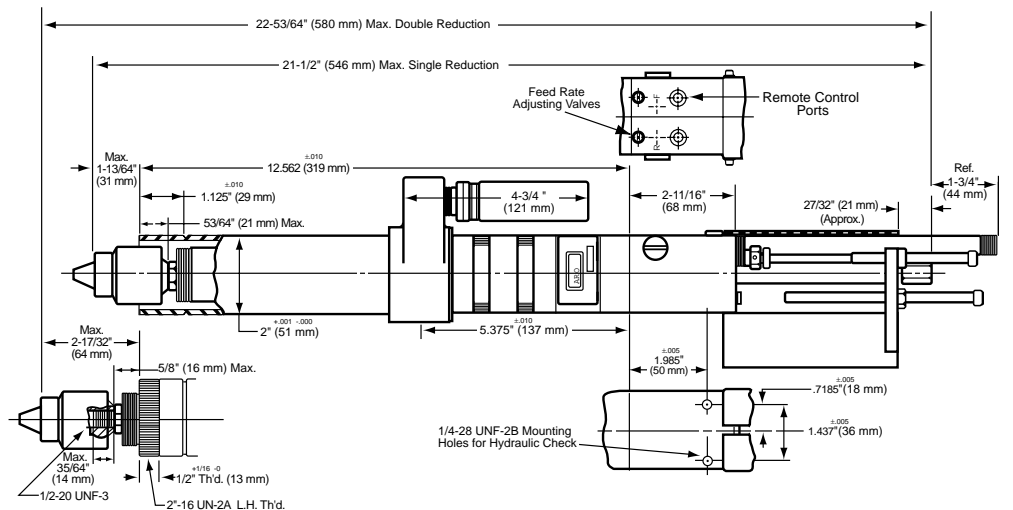 22-53/64" (580 mm) Max. Double Reduction
21-1/2" (546 mm) Max. Single Reduction
Feed Rate
Adjusting Valves
F
R
Remote Control
Ports
Max.
1-13/64"
(31 mm)
±.010
12.562 (319 mm)
±.010
1.125" (29 mm)
53/64" (21 mm) Max.
4-3/4 "
(121 mm)
2-11/16"
(68 mm)
Ref.
1-3/4"
(44 mm)
27/32" (21 mm)
(Approx.)
ARO
+.001 -.000
2" (51 mm)
±.010
5.375" (137 mm)
Max.
2-17/32"
(64 mm)
5/8" (16 mm) Max.
±.005
1.985"
(50 mm)
±.005
.7185"(18 mm)
±.005
1.437"(36 mm)
1/4-28 UNF-2B Mounting
Holes for Hydraulic Check
Max.
35/64"
(14 mm)
+1/16 -0
1/2" Th'd. (13 mm)
1/2-20 UNF-3
2"-16 UN-2A L.H. Th'd.